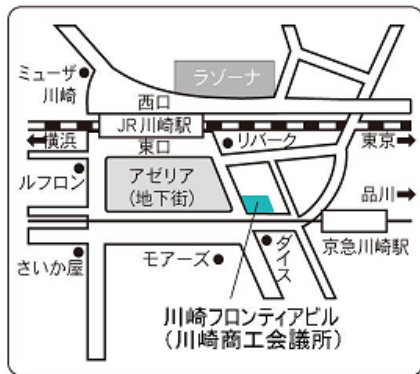 ミューザ
川崎
ラゾーナ
西口
JR川崎駅
横浜
東口
リバーク
東京
ルフロン
アゼリア
(地下街)
品川
さいか屋
モアーズ
ダイス
京急川崎駅
川崎フロンティアビル
(川崎商工会議所)